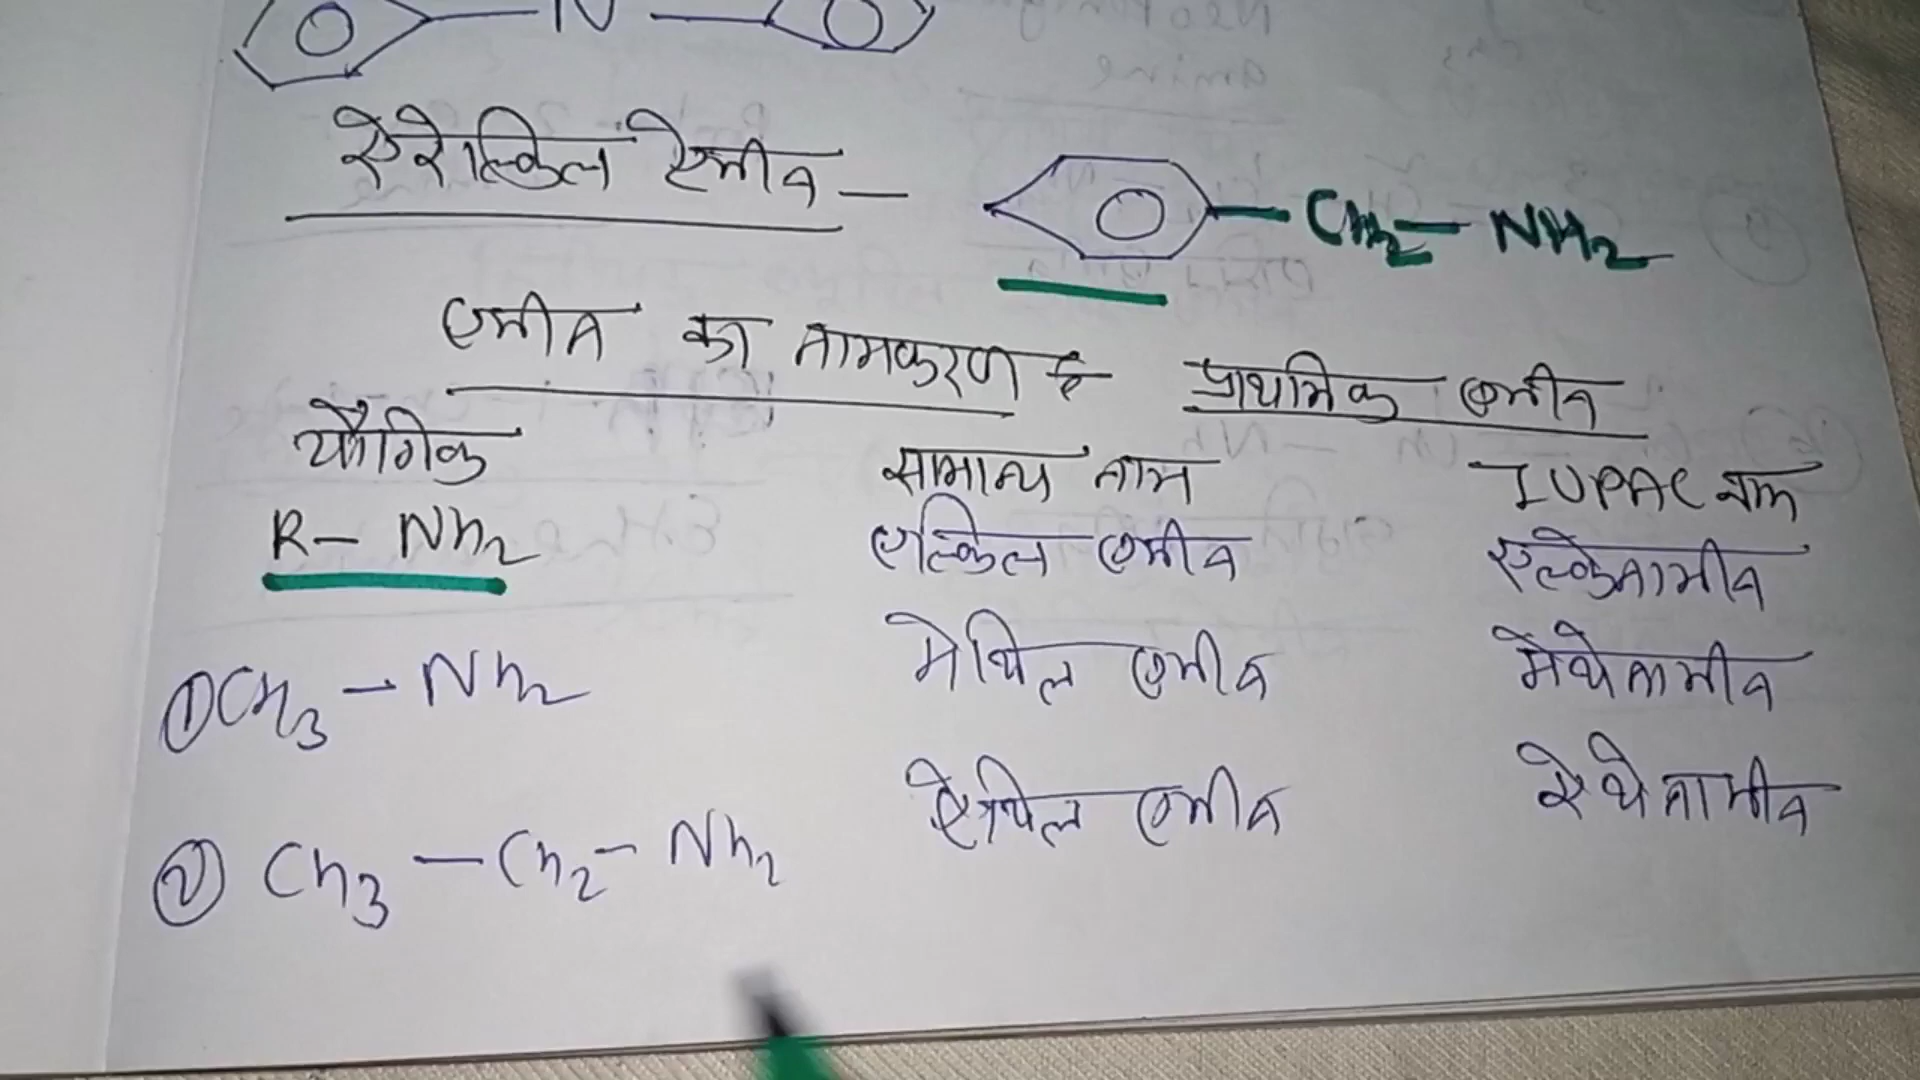 N
ऐरेल्किल ऐमीन — CH2 — NH2
एमीन का नामकरण :- प्राथमिक एमीन
यौगिक सामान्य नाम IUPAC नाम
R — NH2 एल्किल एमीन एल्केनामीन
① CH3 — NH2 मेथिल एमीन मेथेनामीन
② CH3 — CH2 — NH2 ऐथिल एमीन ऐथेनामीन